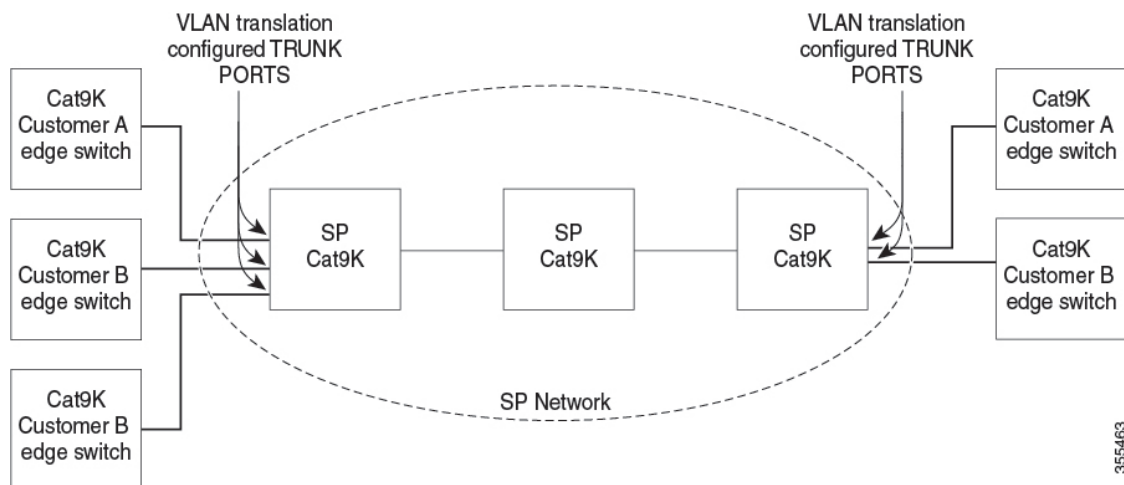 VLAN translation
configured TRUNK
PORTS
VLAN translation
configured TRUNK
PORTS
Cat9K
Customer A
edge switch
Cat9K
Customer B
edge switch
Cat9K
Customer B
edge switch
SP
Cat9K
SP
Cat9K
SP
Cat9K
Cat9K
Customer A
edge switch
Cat9K
Customer B
edge switch
SP Network
355463